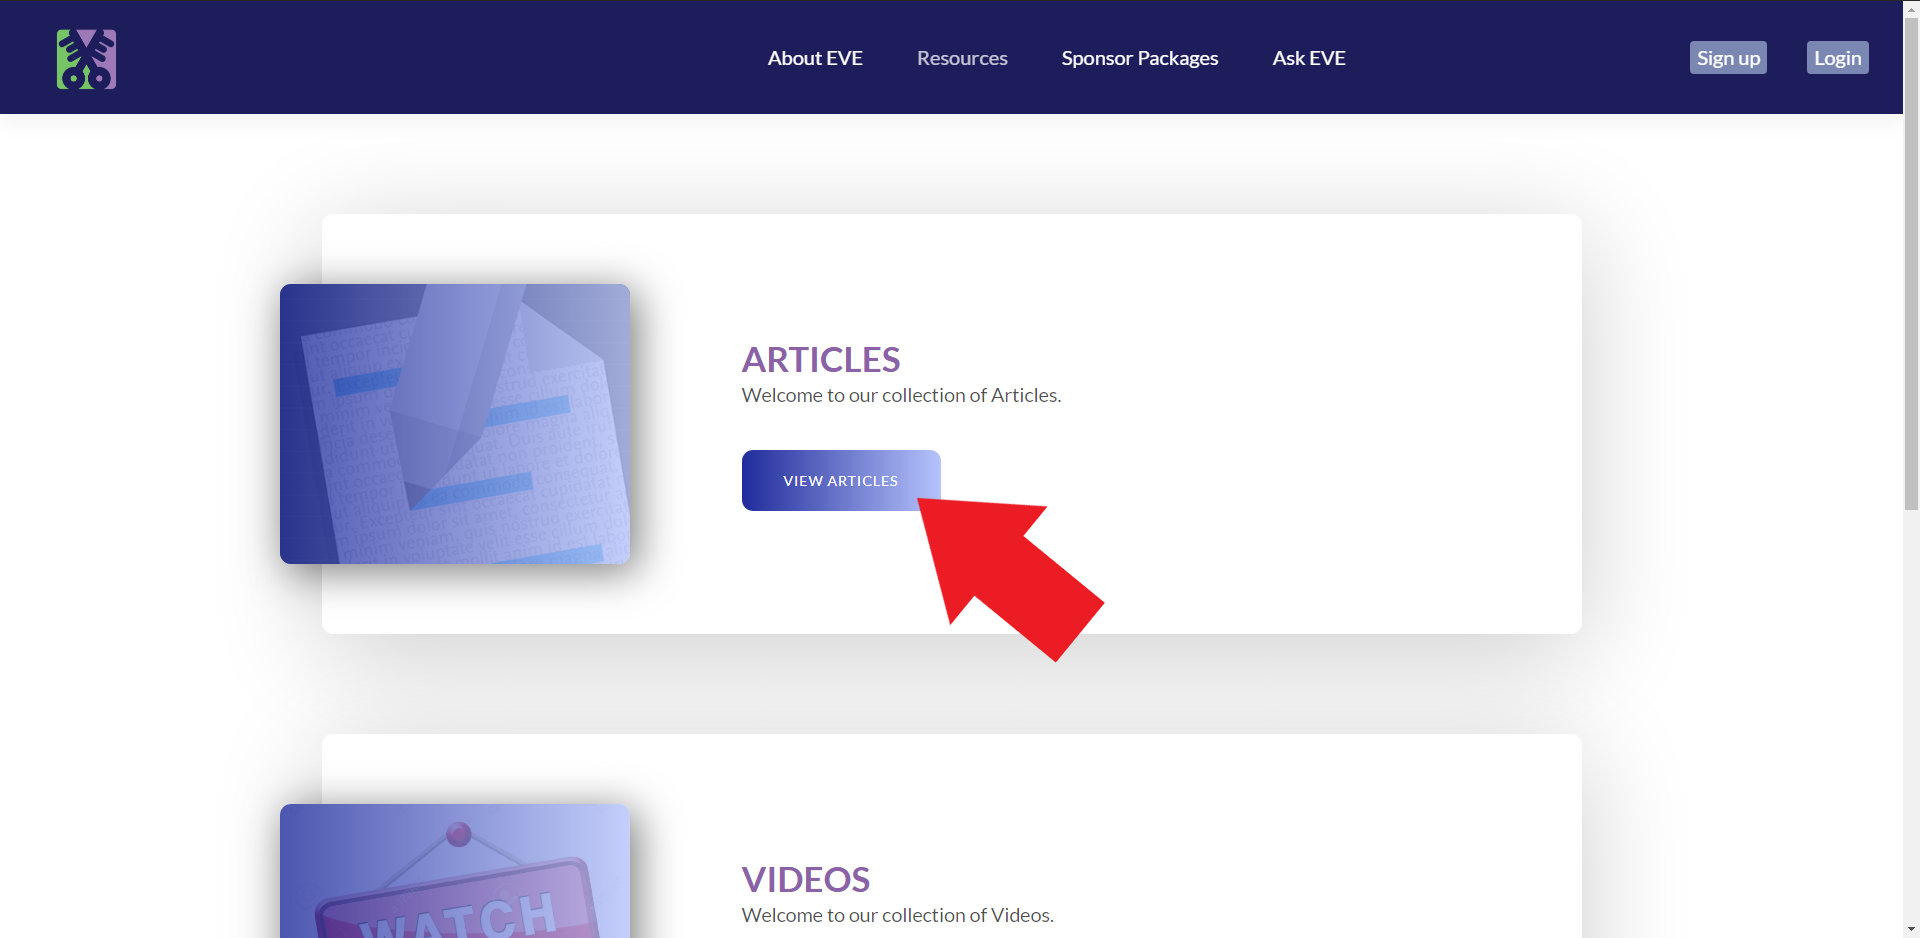 About EVE
Resources
Sponsor Packages
Ask EVE
Sign up
Login
ARTICLES
Welcome to our collection of Articles.
VIEW ARTICLES
VIDEOS
Welcome to our collection of Videos.
WATCH